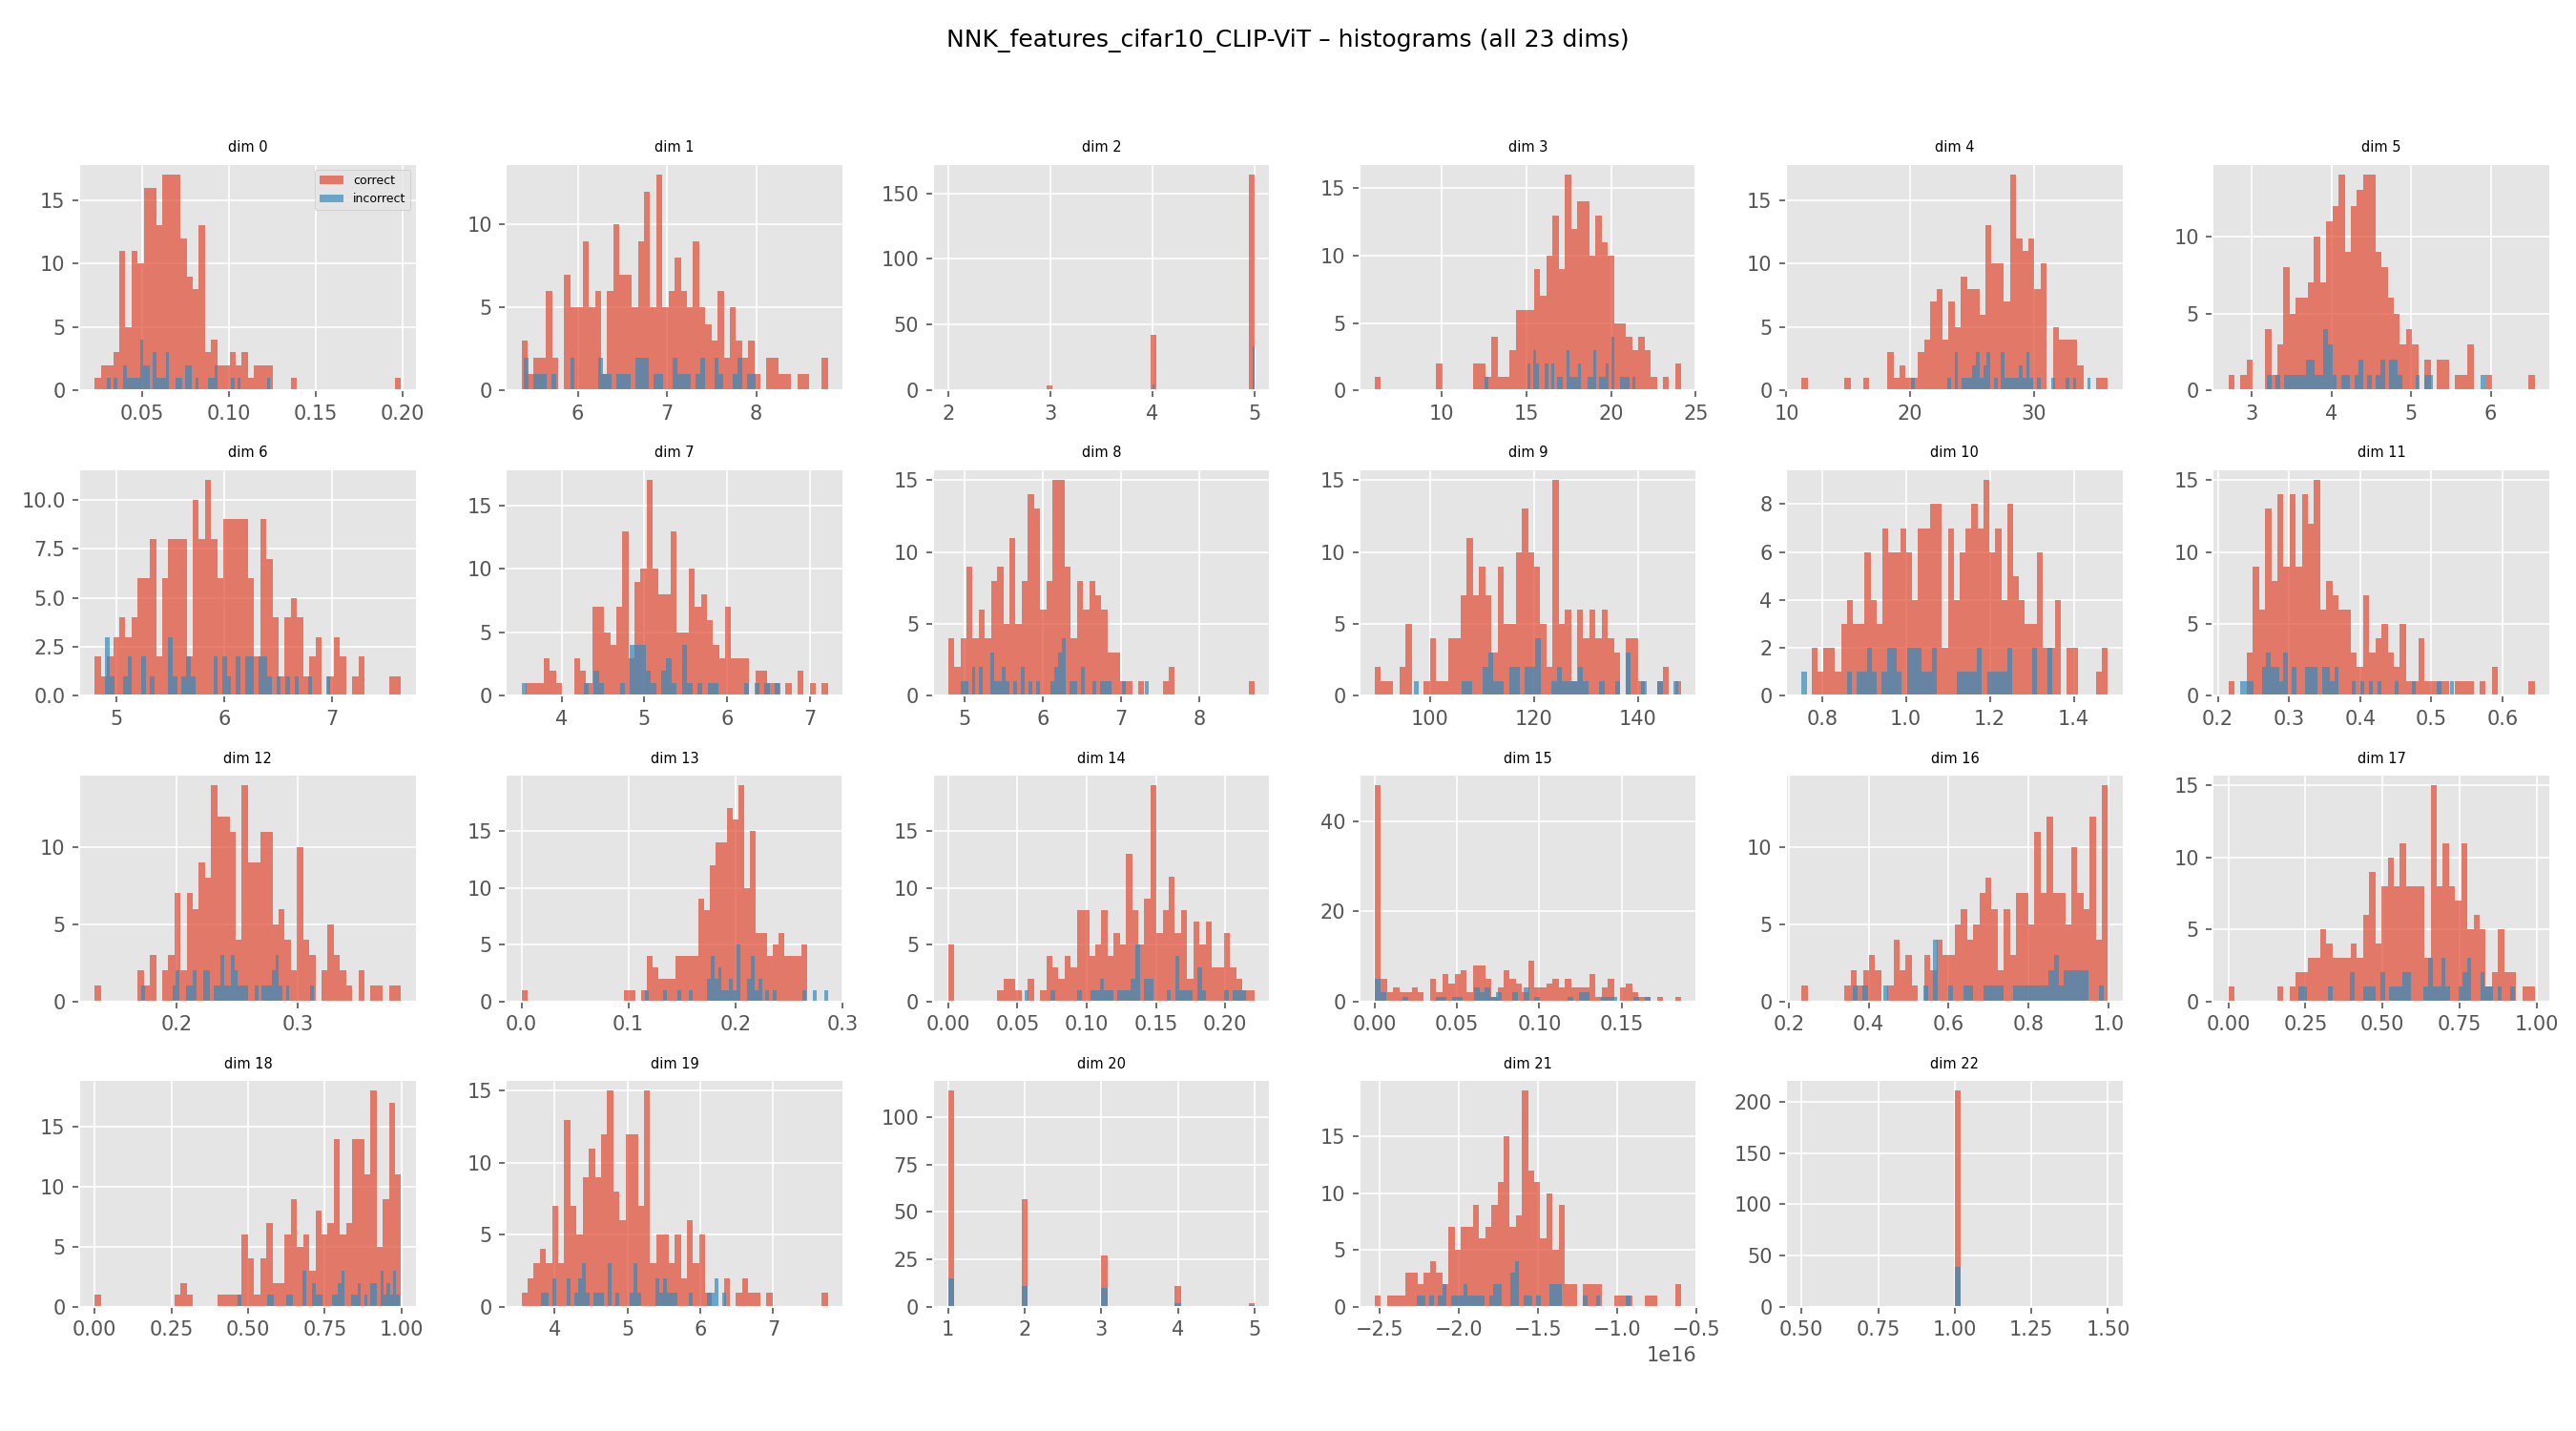 NNK_features_cifar10_CLIP-ViT – histograms (all 23 dims)
dim 0
dim 1
dim 2
dim 3
dim 4
dim 5
correct
incorrect
0 5 10 15
0.05 0.10 0.15 0.20
0 5 10
6 7 8
0 50 100 150
2 3 4 5
0 5 10 15
10 15 20 25
0 5 10 15
10 20 30
0 5 10
3 4 5 6
dim 6
dim 7
dim 8
dim 9
dim 10
dim 11
0.0 2.5 5.0 7.5 10.0
5 6 7
0 5 10 15
4 5 6 7
0 5 10 15
5 6 7 8
0 5 10 15
100 120 140
0 2 4 6 8
0.8 1.0 1.2 1.4
0 5 10 15
0.2 0.3 0.4 0.5 0.6
dim 12
dim 13
dim 14
dim 15
dim 16
dim 17
0 5 10
0.2 0.3
0 5 10 15
0.0 0.1 0.2 0.3
0 5 10 15
0.00 0.05 0.10 0.15 0.20
0 20 40
0.00 0.05 0.10 0.15
0 5 10
0.2 0.4 0.6 0.8 1.0
0 5 10 15
0.00 0.25 0.50 0.75 1.00
dim 18
dim 19
dim 20
dim 21
dim 22
0 5 10 15
0.00 0.25 0.50 0.75 1.00
0 5 10 15
4 5 6 7
0 25 50 75 100
1 2 3 4 5
0 5 10 15
−2.5 −2.0 −1.5 −1.0 −0.5
1e16
0 50 100 150 200
0.50 0.75 1.00 1.25 1.50